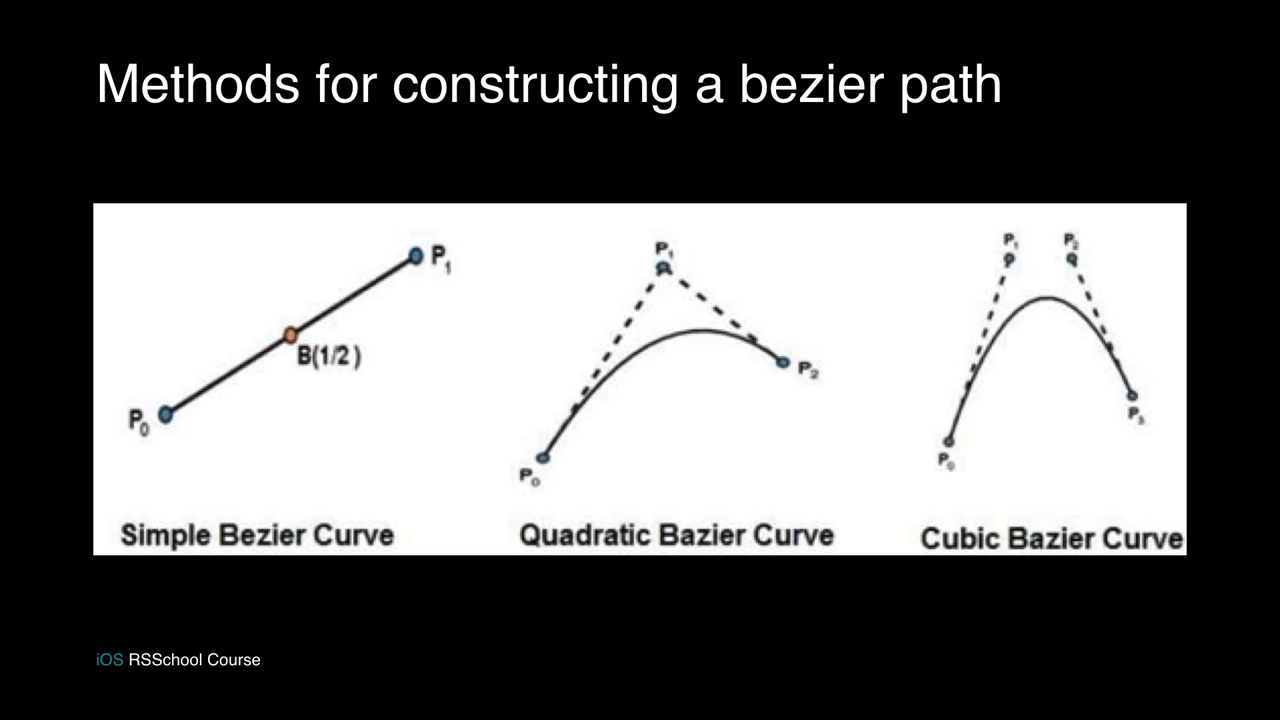 Methods for constructing a bezier path
P₁
B(1/2)
P₀
Simple Bezier Curve
P₁
P₂
P₀
Quadratic Bazier Curve
P₁ P₂
P₃
P₀
Cubic Bazier Curve
iOS RSSchool Course